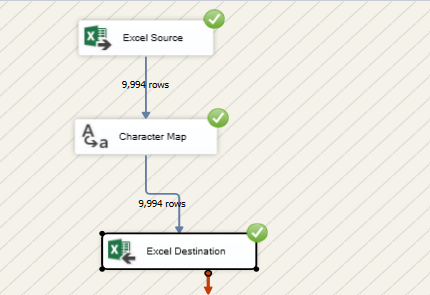 Excel Source
9,994 rows
A
a
Character Map
9,994 rows
Excel Destination